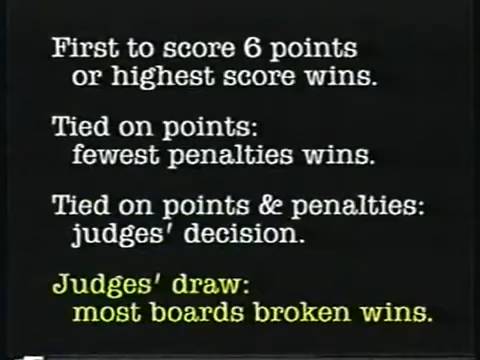 First to score 6 points
or highest score wins.
Tied on points:
fewest penalties wins.
Tied on points & penalties:
judges' decision.
Judges' draw:
most boards broken wins.